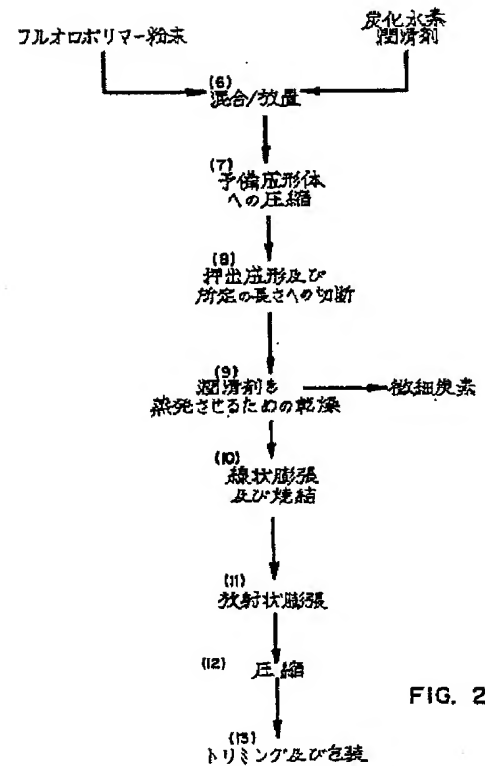 フルオロポリマー粉末
炭化水素
潤滑剤
(6)
混合/放置
(7)
予備成形体
への圧縮
(8)
押出成形及び
所定の長さへの切断
(9)
潤滑剤を
蒸発させるための乾燥
微細炭素
(10)
線状膨張
及び焼結
(11)
放射状膨張
(12) 圧縮
FIG. 2
(13)
トリミング及び包装